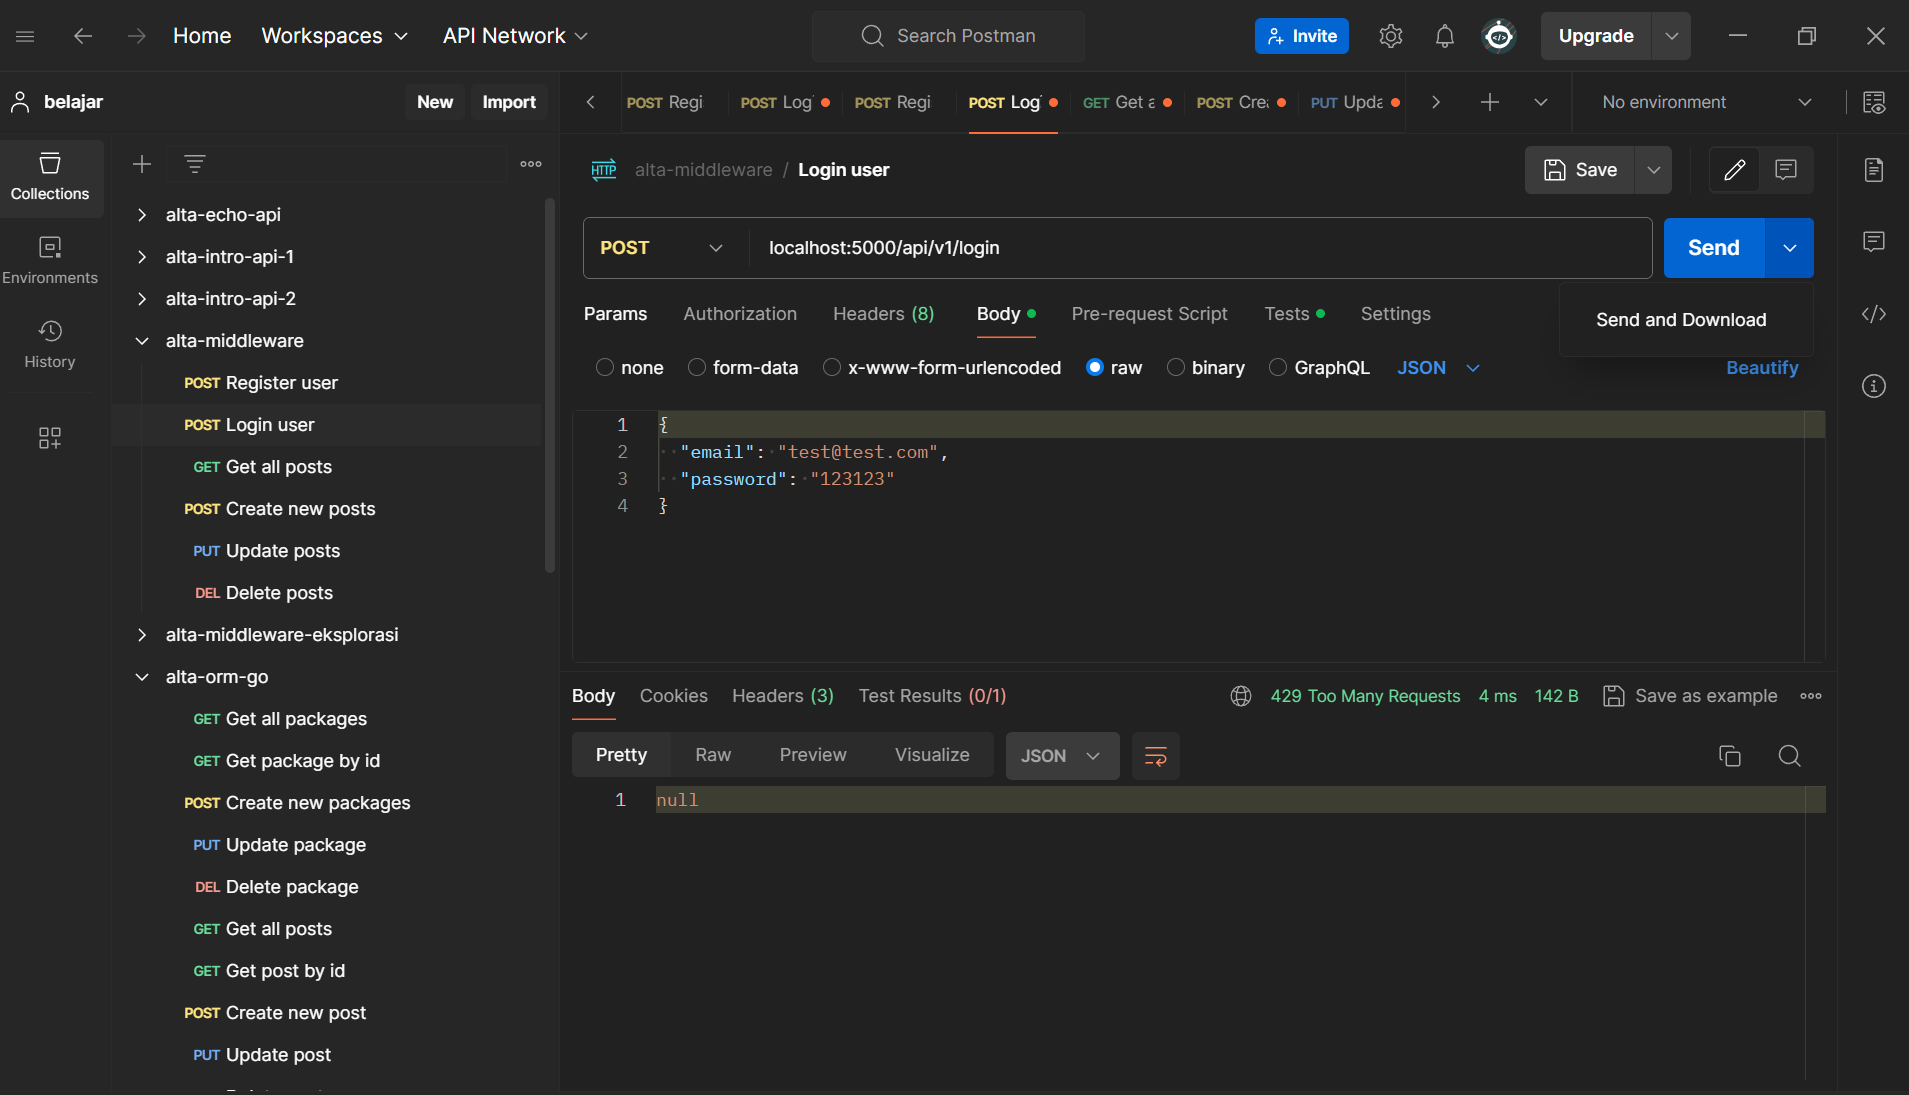 Home Workspaces API Network Search Postman Invite Upgrade
belajar New Import
POST Regi POST Log POST Regi POST Log GET Get a POST Cre PUT Upda No environment
Collections
Environments
History
alta-echo-api
alta-intro-api-1
alta-intro-api-2
alta-middleware
POST Register user
POST Login user
GET Get all posts
POST Create new posts
PUT Update posts
DEL Delete posts
alta-middleware-eksplorasi
alta-orm-go
GET Get all packages
GET Get package by id
POST Create new packages
PUT Update package
DEL Delete package
GET Get all posts
GET Get post by id
POST Create new post
PUT Update post
HTTP alta-middleware / Login user Save
POST localhost:5000/api/v1/login Send
Send and Download
Params Authorization Headers (8) Body Pre-request Script Tests Settings
none form-data x-www-form-urlencoded raw binary GraphQL JSON Beautify
1 {
2 "email": "test@test.com",
3 "password": "123123"
4 }
Body Cookies Headers (3) Test Results (0/1) 429 Too Many Requests 4 ms 142 B Save as example
Pretty Raw Preview Visualize JSON
1 null